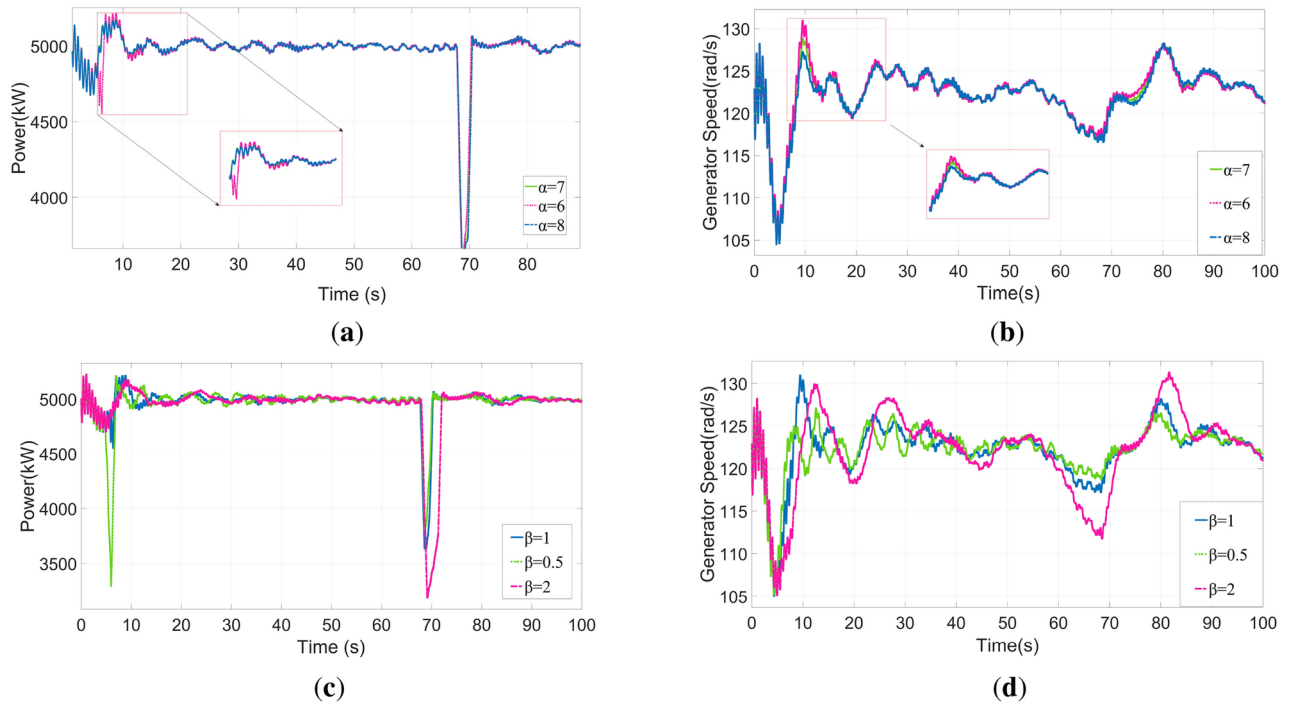 5000
4500
4000
Power(kW)
10 20 30 40 50 60 70 80
Time (s)
α=7
α=6
α=8
(a)
130
125
120
115
110
105
Generator Speed(rad/s)
0 10 20 30 40 50 60 70 80 90 100
Time(s)
α=7
α=6
α=8
(b)
5000
4500
4000
3500
Power(kW)
0 10 20 30 40 50 60 70 80 90 100
Time (s)
β=1
β=0.5
β=2
(c)
130
125
120
115
110
105
Generator Speed(rad/s)
0 10 20 30 40 50 60 70 80 90 100
Time(s)
β=1
β=0.5
β=2
(d)